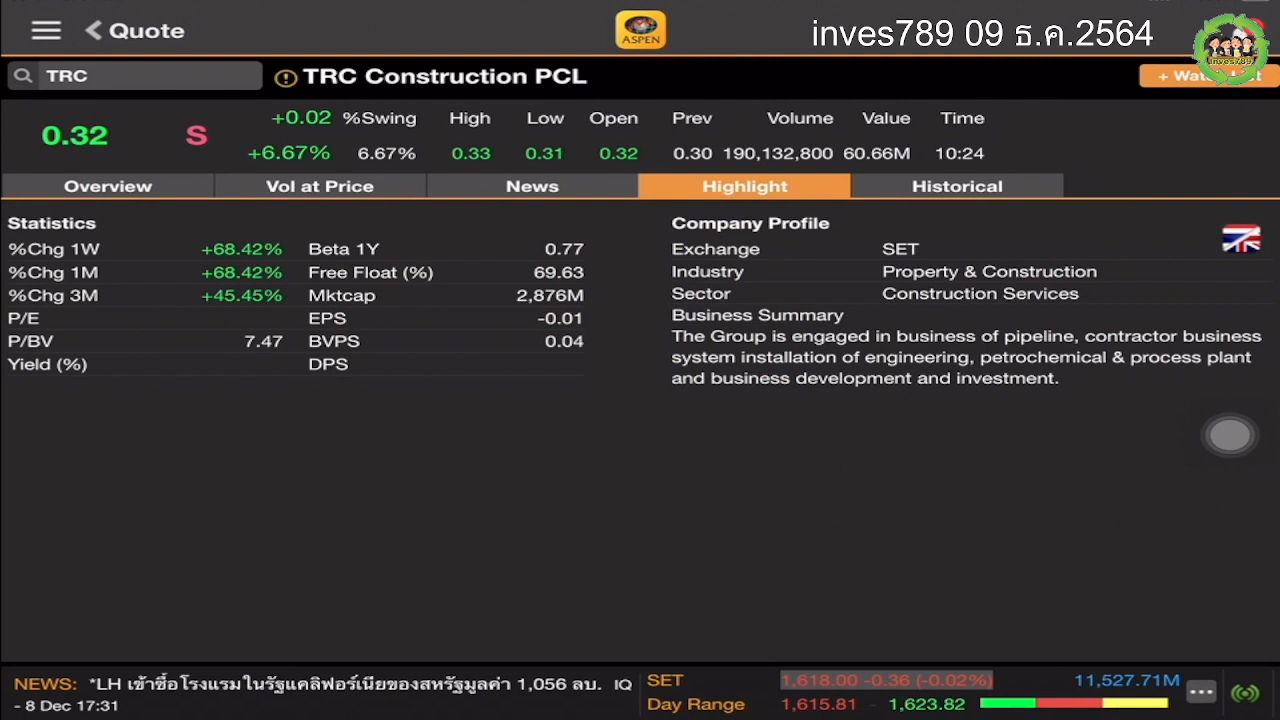 Quote
ASPEN
inves789 09 ธ.ค.2564
inves789
TRC
TRC Construction PCL
0.32 S
+0.02 %Swing High Low Open Prev Volume Value Time
+6.67% 6.67% 0.33 0.31 0.32 0.30 190,132,800 60.66M 10:24
Overview Vol at Price News Highlight Historical
Statistics
%Chg 1W +68.42% Beta 1Y 0.77
%Chg 1M +68.42% Free Float (%) 69.63
%Chg 3M +45.45% Mktcap 2,876M
P/E EPS -0.01
P/BV 7.47 BVPS 0.04
Yield (%) DPS
Company Profile
Exchange SET
Industry Property & Construction
Sector Construction Services
Business Summary
The Group is engaged in business of pipeline, contractor business
system installation of engineering, petrochemical & process plant
and business development and investment.
NEWS: *LH เข้าซื้อโรงแรมในรัฐแคลิฟอร์เนียของสหรัฐมูลค่า 1,056 ลบ. IQ
- 8 Dec 17:31
SET 1,618.00 -0.36 (-0.02%) 11,527.71M
Day Range 1,615.81 - 1,623.82